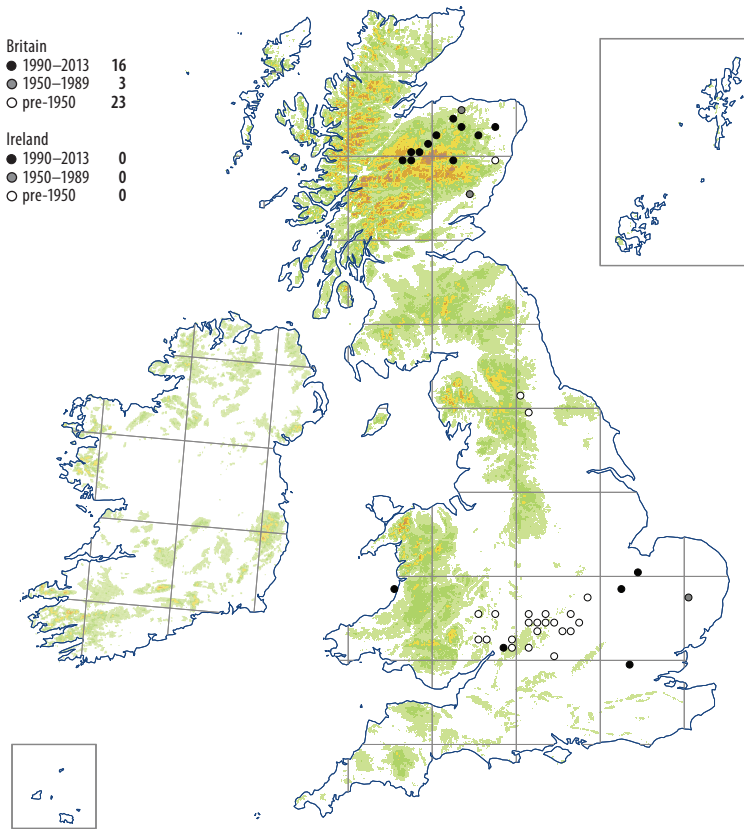 Britain
● 1990–2013 16
● 1950–1989 3
○ pre-1950 23
Ireland
● 1990–2013 0
● 1950–1989 0
○ pre-1950 0